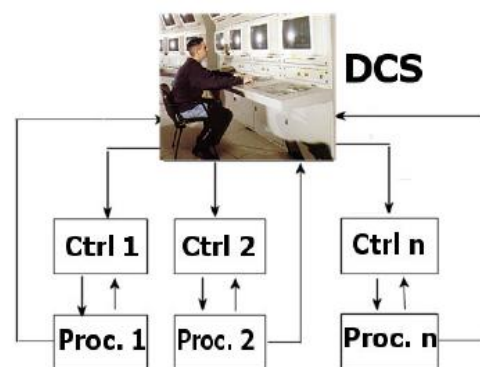 DCS
Ctrl 1
Ctrl 2
Ctrl n
Proc. 1
Proc. 2
Proc. n